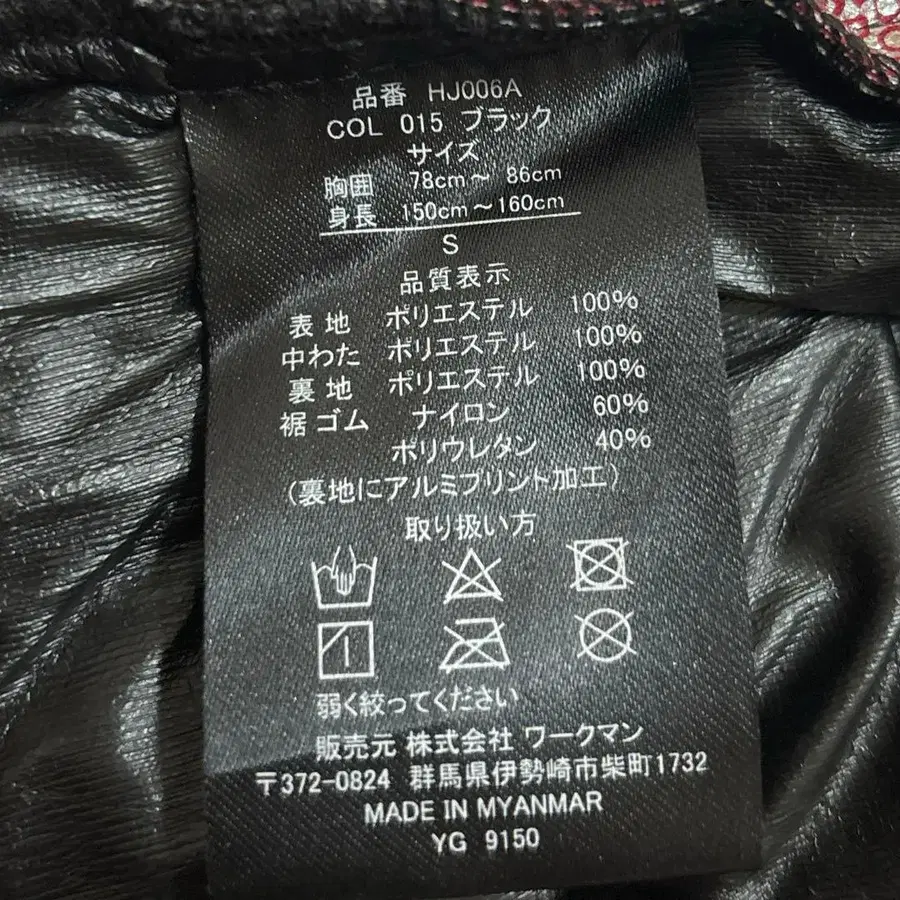 品番 HJ006A
COL 015 ブラック
サイズ
胸囲 78cm～ 86cm
身長 150cm～160cm
S
品質表示
表地 ポリエステル 100%
中わた ポリエステル 100%
裏地 ポリエステル 100%
裾ゴム ナイロン 60%
ポリウレタン 40%
（裏地にアルミプリント加工）
取り扱い方
弱く絞ってください
販売元 株式会社 ワークマン
〒372-0824 群馬県伊勢崎市柴町1732
MADE IN MYANMAR
YG 9150